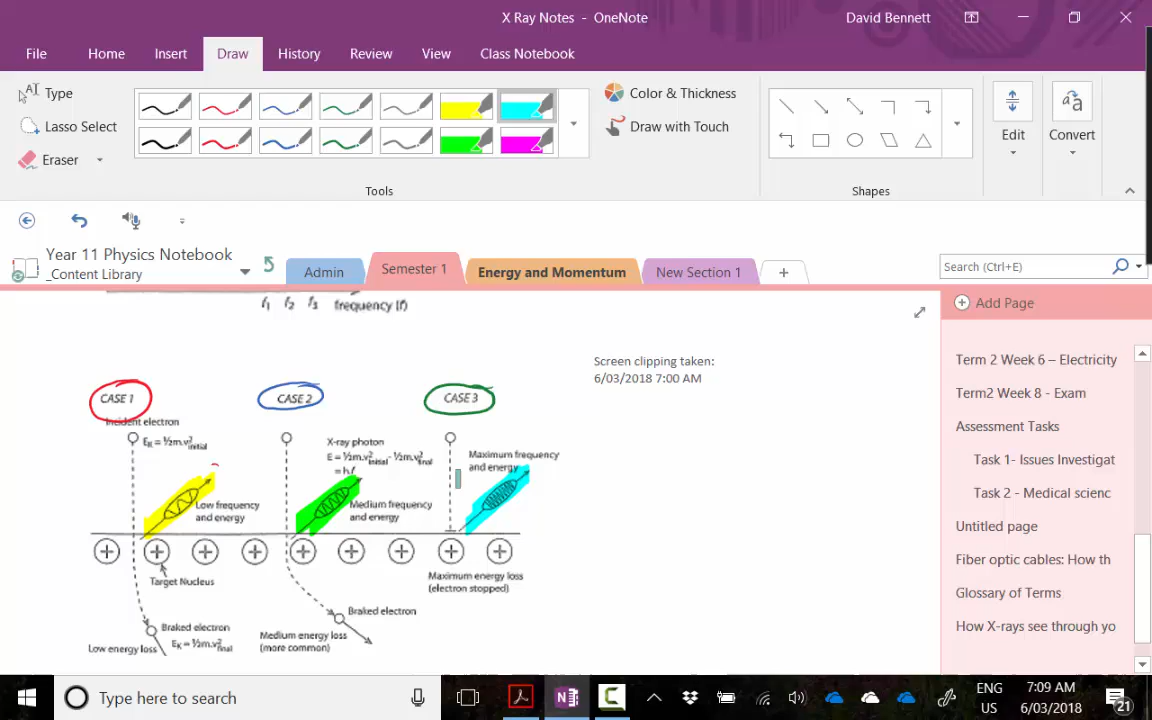 X Ray Notes - OneNote
David Bennett
File
Home
Insert
Draw
History
Review
View
Class Notebook
Type
Lasso Select
Eraser
Color & Thickness
Draw with Touch
Edit
Convert
Tools
Shapes
Year 11 Physics Notebook
_Content Library
Admin
Semester 1
Energy and Momentum
New Section 1
+
Search (Ctrl+E)
Add Page
f1 f2 f3 frequency (f)
Screen clipping taken:
6/03/2018 7:00 AM
CASE 1
CASE 2
CASE 3
Incident electron
EK = ½m.v²initial
X-ray photon
E = ½m.v²initial - ½m.v²final
= h.f
Maximum frequency
and energy
Low frequency
and energy
Medium frequency
and energy
Target Nucleus
Maximum energy loss
(electron stopped)
Braked electron
EK = ½m.v²final
Low energy loss
Braked electron
Medium energy loss
(more common)
Term 2 Week 6 – Electricity
Term2 Week 8 - Exam
Assessment Tasks
Task 1- Issues Investigat
Task 2 - Medical scienc
Untitled page
Fiber optic cables: How th
Glossary of Terms
How X-rays see through yo
Type here to search
ENG
US
7:09 AM
6/03/2018
21